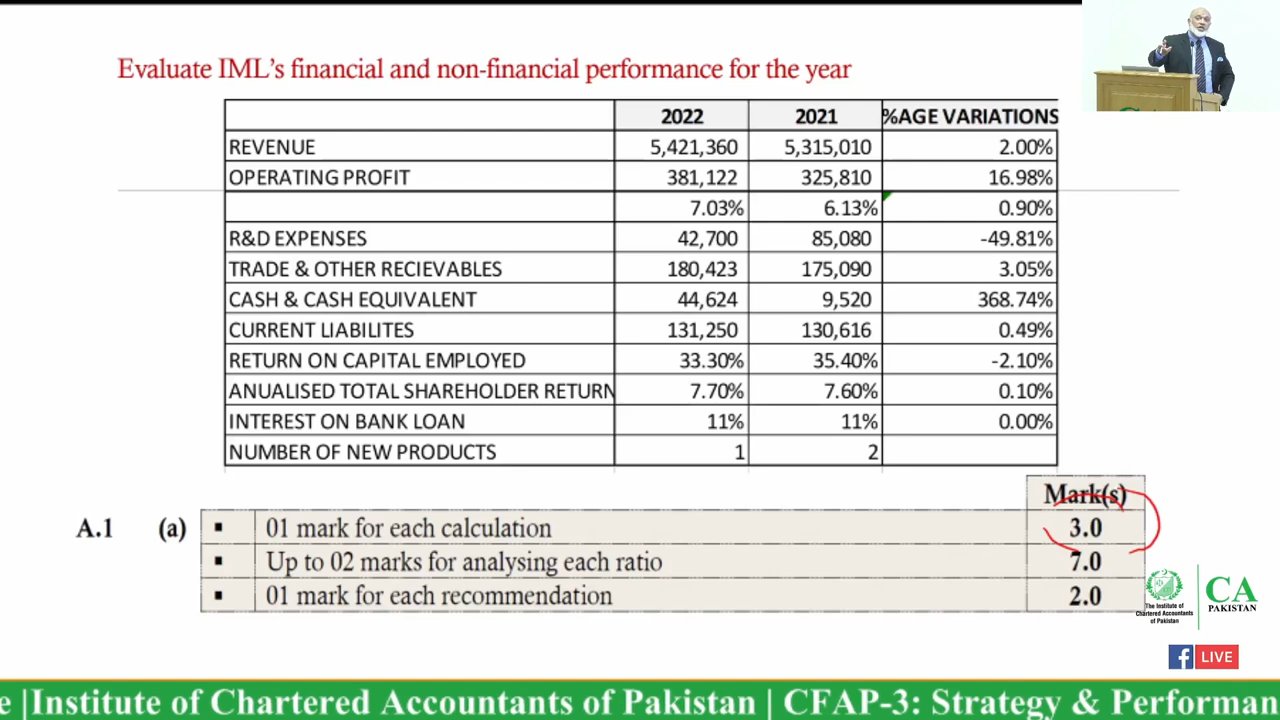 Evaluate IML's financial and non-financial performance for the year
2022 2021 %AGE VARIATIONS
REVENUE 5,421,360 5,315,010 2.00%
OPERATING PROFIT 381,122 325,810 16.98%
7.03% 6.13% 0.90%
R&D EXPENSES 42,700 85,080 -49.81%
TRADE & OTHER RECIEVABLES 180,423 175,090 3.05%
CASH & CASH EQUIVALENT 44,624 9,520 368.74%
CURRENT LIABILITES 131,250 130,616 0.49%
RETURN ON CAPITAL EMPLOYED 33.30% 35.40% -2.10%
ANUALISED TOTAL SHAREHOLDER RETURN 7.70% 7.60% 0.10%
INTEREST ON BANK LOAN 11% 11% 0.00%
NUMBER OF NEW PRODUCTS 1 2
Mark(s)
A.1 (a) ▪ 01 mark for each calculation 3.0
▪ Up to 02 marks for analysing each ratio 7.0
▪ 01 mark for each recommendation 2.0
The Institute of
Chartered Accountants
of Pakistan
CA
PAKISTAN
f LIVE
e |Institute of Chartered Accountants of Pakistan | CFAP-3: Strategy & Performan